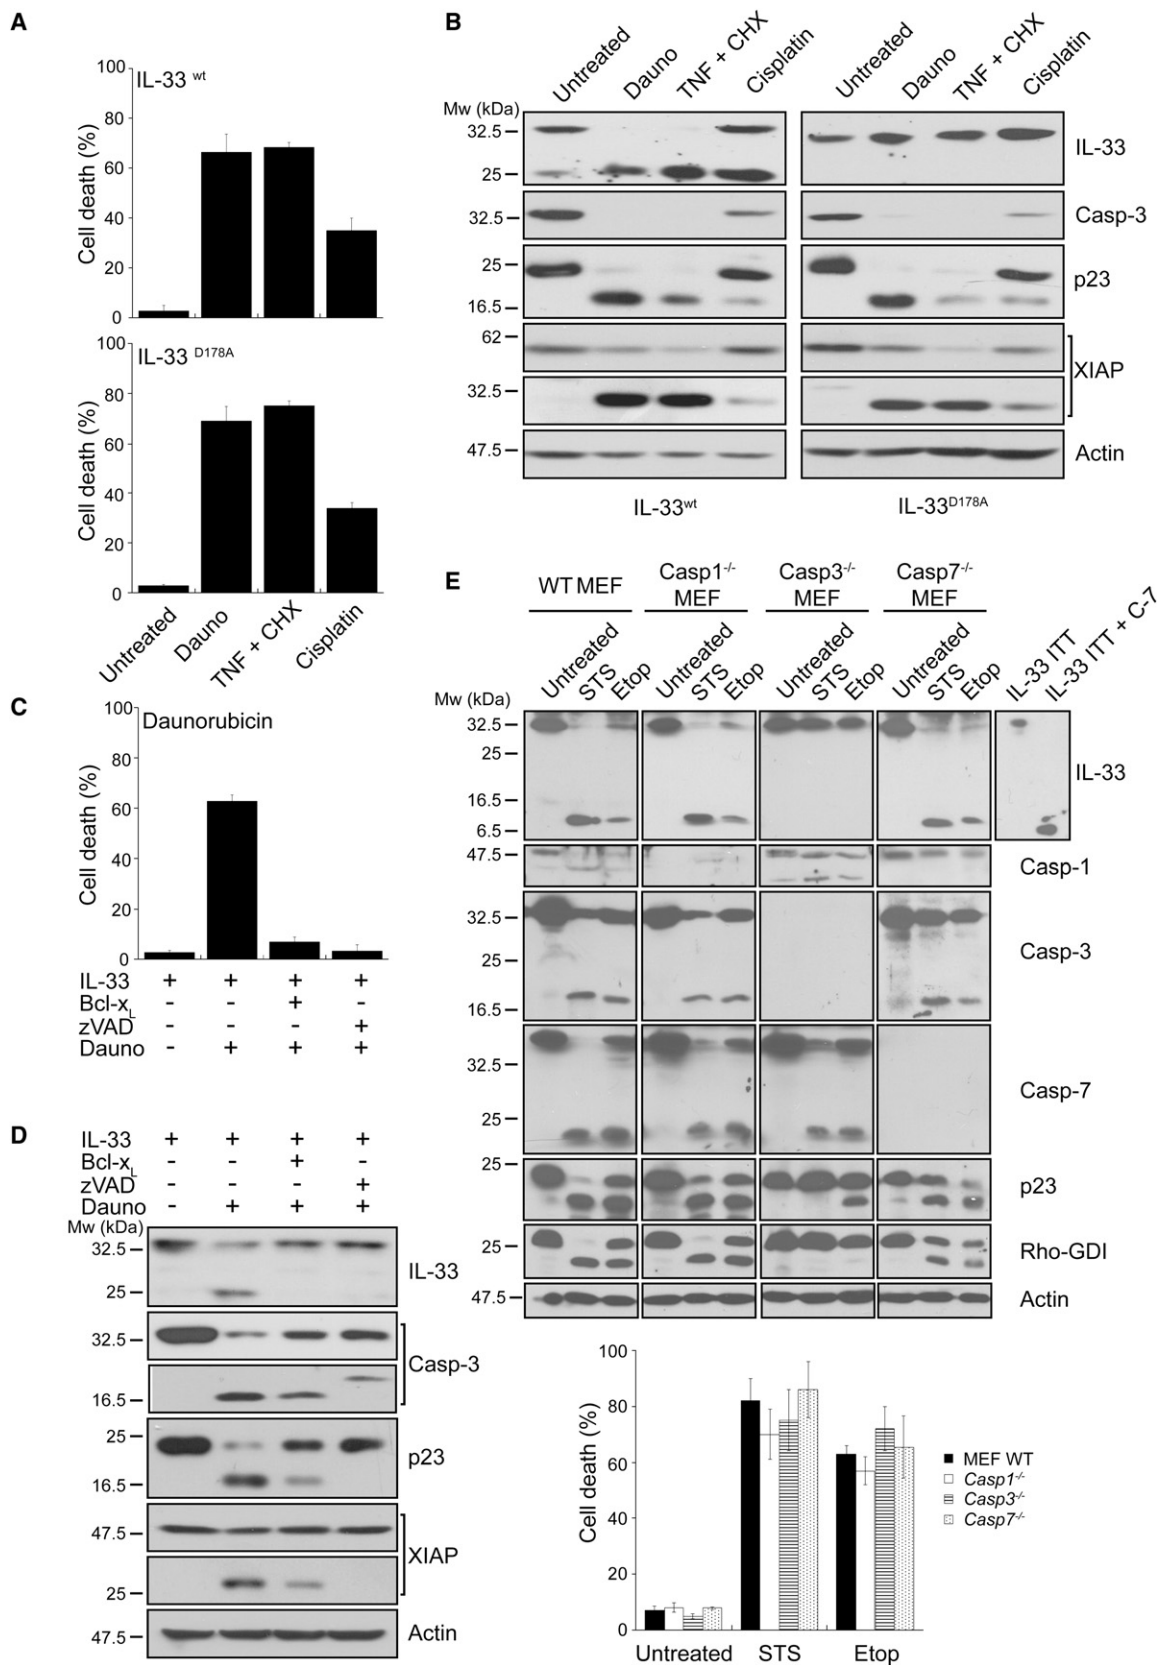 A
100
80
60
40
20
0
Cell death (%)
IL-33 wt
100
80
60
40
20
0
Cell death (%)
IL-33 D178A
Untreated
Dauno
TNF + CHX
Cisplatin
B
Untreated Dauno TNF + CHX Cisplatin Untreated Dauno TNF + CHX Cisplatin
Mw (kDa)
32.5
25
IL-33
32.5
Casp-3
25
16.5
p23
62
32.5
XIAP
47.5
Actin
IL-33wt IL-33D178A
C
100
80
60
40
20
0
Cell death (%)
Daunorubicin
IL-33 + + + +
Bcl-xL - - + -
zVAD - - - +
Dauno - + + +
D
IL-33 + + + +
Bcl-xL - - + -
zVAD - - - +
Dauno - + + +
Mw (kDa)
32.5
25
IL-33
32.5
16.5
Casp-3
25
16.5
p23
47.5
25
XIAP
47.5
Actin
E
WT MEF Casp1-/- MEF Casp3-/- MEF Casp7-/- MEF
Untreated STS Etop Untreated STS Etop Untreated STS Etop Untreated STS Etop IL-33 ITT IL-33 ITT + C-7
Mw (kDa)
32.5
25
16.5
6.5
IL-33
47.5
Casp-1
32.5
25
16.5
Casp-3
32.5
25
Casp-7
25
p23
25
Rho-GDI
47.5
Actin
100
80
60
40
20
0
Cell death (%)
MEF WT
Casp1-/-
Casp3-/-
Casp7-/-
Untreated STS Etop